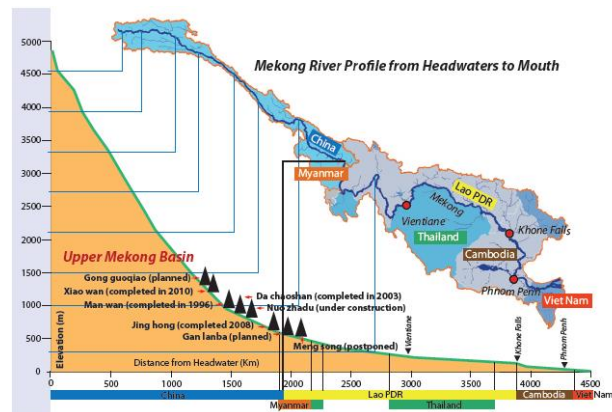 Mekong River Profile from Headwaters to Mouth
5000
4500
4000
3500
3000
2500
2000
1500
1000
500
0
Elevation (m)
China
Myanmar
Lao PDR
Mekong
Vientiane
Thailand
Khone Falls
Cambodia
Phnom Penh
Viet Nam
Upper Mekong Basin
Gong guoqiao (planned)
Xiao wan (completed in 2010)
Man wan (completed in 1996)
Da chaoshan (completed in 2003)
Nuo zhadu (under construction)
Jing hong (completed 2008)
Gan lanba (planned)
Meng song (postponed)
Vientiane
Khone Falls
Phnom Penh
Distance from Headwater (Km)
0 500 1000 1500 2000 2500 3000 3500 4000 4500
China Lao PDR Cambodia Viet Nam
Myanmar Thailand